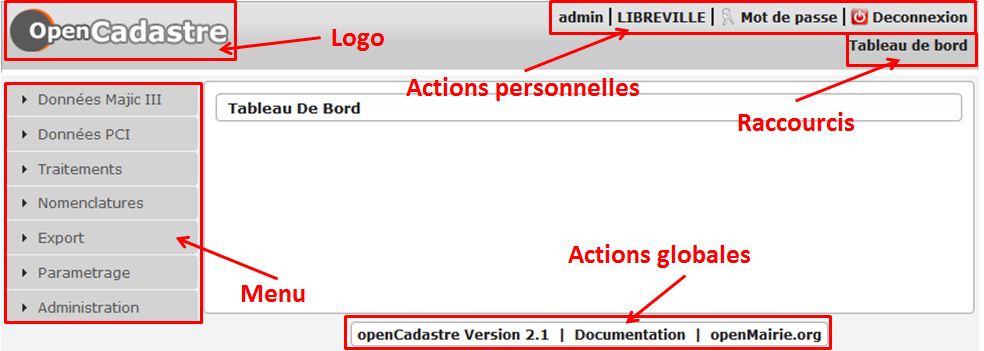 OpenCadastre
Logo
admin | LIBREVILLE | Mot de passe | Deconnexion
Actions personnelles
Tableau de bord
Raccourcis
Données Majic III
Données PCI
Traitements
Nomenclatures
Export
Parametrage
Administration
Menu
Tableau De Bord
Actions globales
openCadastre Version 2.1 | Documentation | openMairie.org